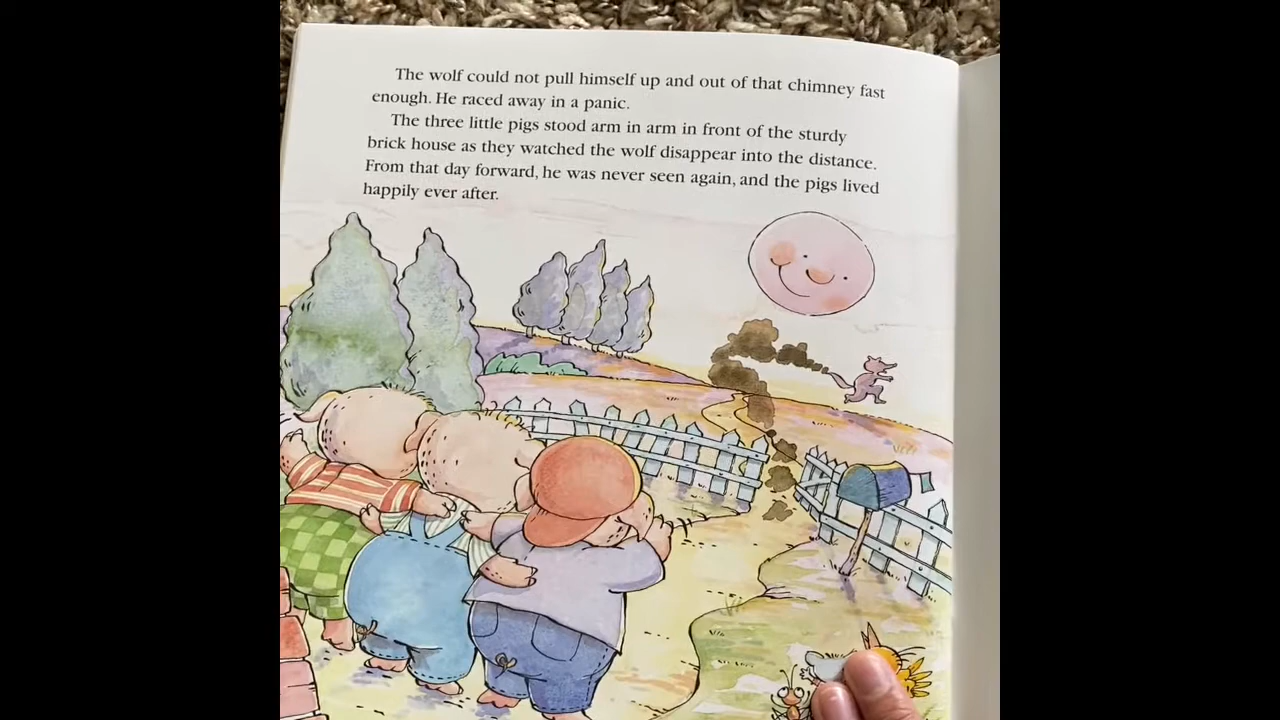 The wolf could not pull himself up and out of that chimney fast
enough. He raced away in a panic.
The three little pigs stood arm in arm in front of the sturdy
brick house as they watched the wolf disappear into the distance.
From that day forward, he was never seen again, and the pigs lived
happily ever after.